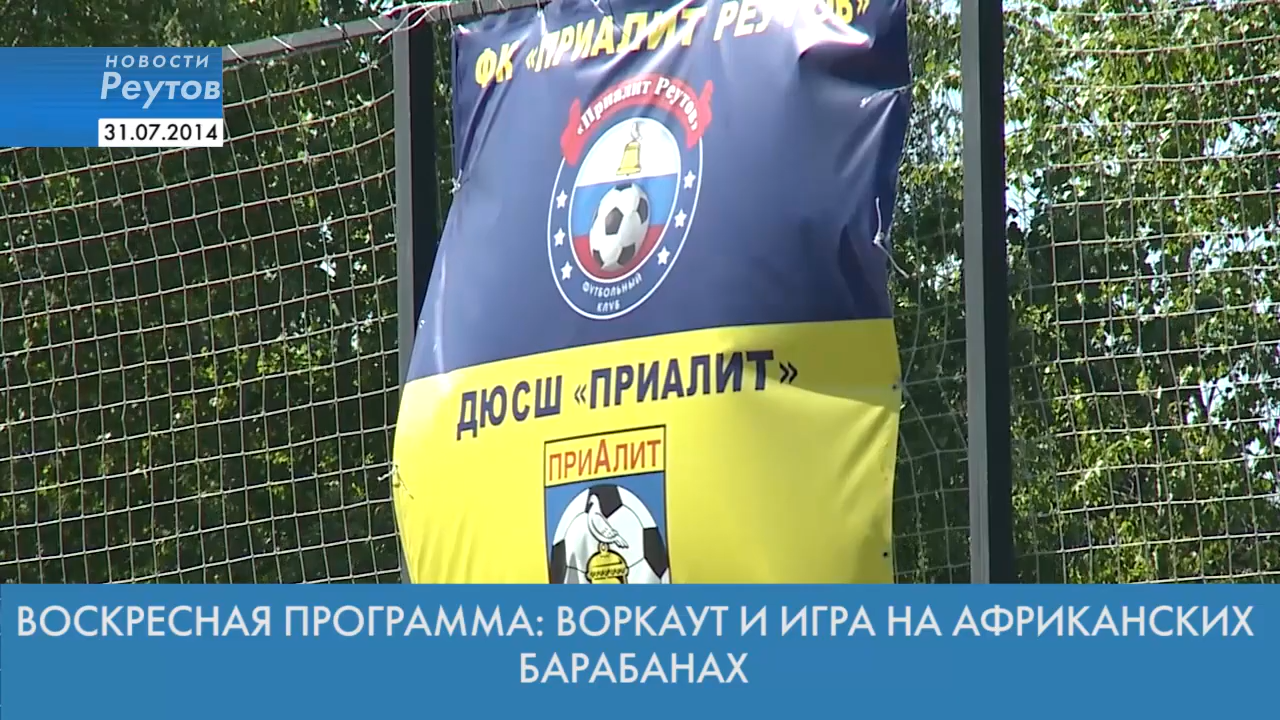 НОВОСТИ
Реутов
31.07.2014
ФК «ПРИАЛИТ РЕУТОВ»
«Приалит Реутов»
ФУТБОЛЬНЫЙ
КЛУБ
ДЮСШ «ПРИАЛИТ»
ПРИАЛИТ
ВОСКРЕСНАЯ ПРОГРАММА: ВОРКАУТ И ИГРА НА АФРИКАНСКИХ
БАРАБАНАХ